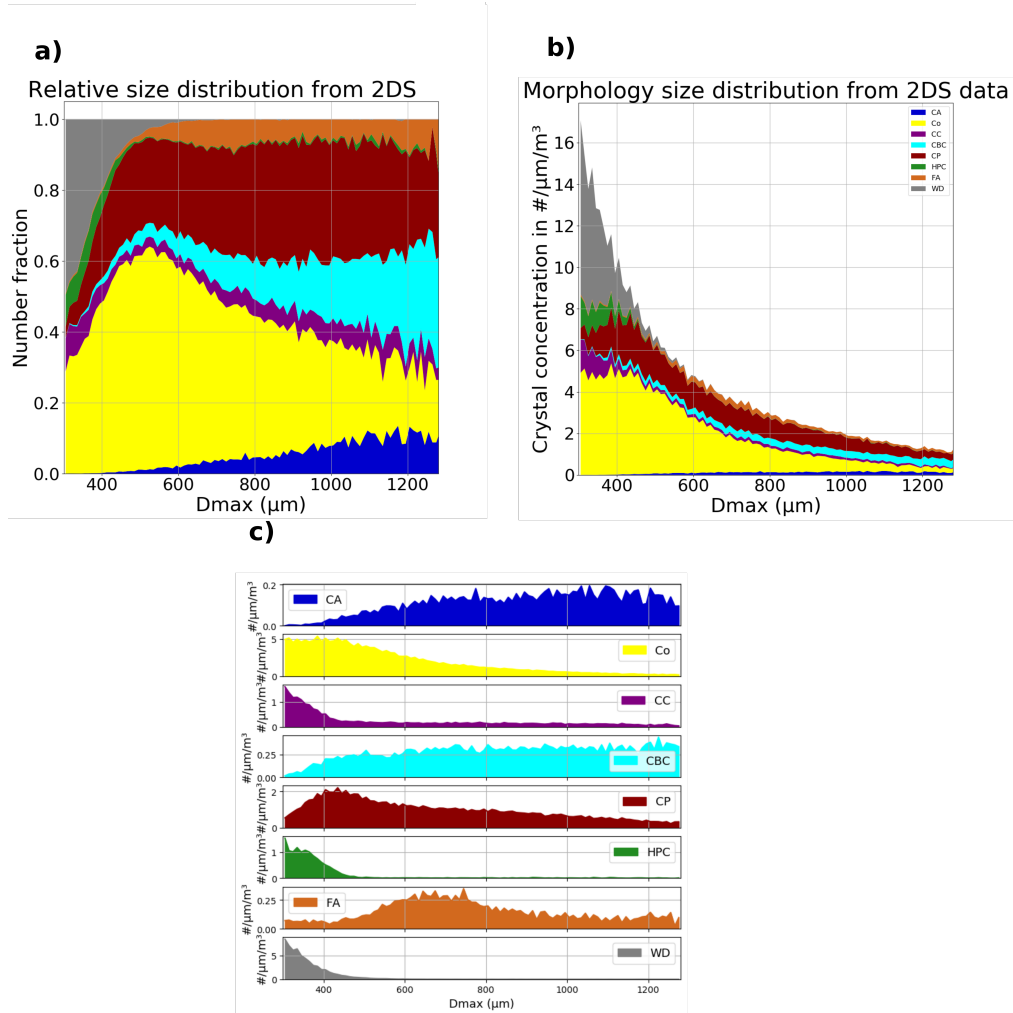 a)
Relative size distribution from 2DS
1.0
0.8
0.6
0.4
0.2
0.0
Number fraction
400 600 800 1000 1200
Dmax (μm)
b)
Morphology size distribution from 2DS data
CA
Co
CC
CBC
CP
HPC
FA
WD
16
14
12
10
8
6
4
2
0
Crystal concentration in #/μm/m³
400 600 800 1000 1200
Dmax (μm)
c)
0.2
0.0
#/μm/m³
CA
5
0
#/μm/m³
Co
1
0
#/μm/m³
CC
0.25
0.00
#/μm/m³
CBC
2
0
#/μm/m³
CP
1
0
#/μm/m³
HPC
0.25
0.00
#/μm/m³
FA
5
0
#/μm/m³
WD
400 600 800 1000 1200
Dmax (μm)